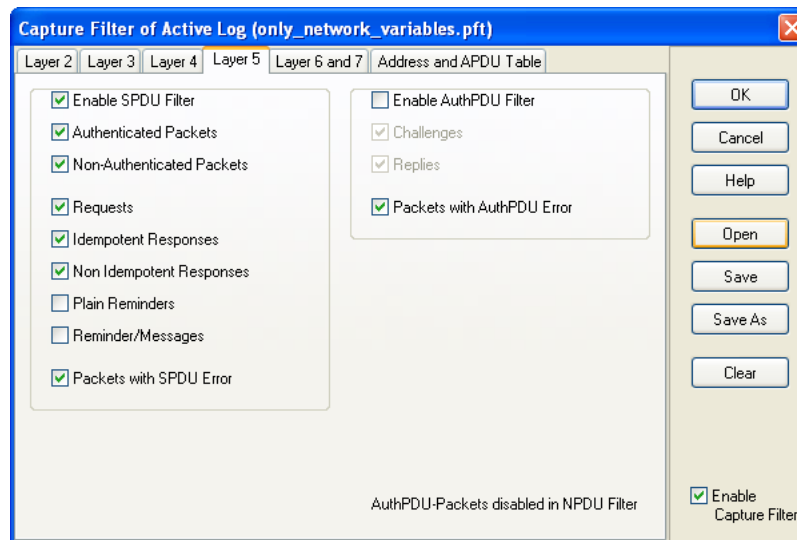 Capture Filter of Active Log (only_network_variables.pft)
Layer 2
Layer 3
Layer 4
Layer 5
Layer 6 and 7
Address and APDU Table
Enable SPDU Filter
Authenticated Packets
Non-Authenticated Packets
Requests
Idempotent Responses
Non Idempotent Responses
Plain Reminders
Reminder/Messages
Packets with SPDU Error
Enable AuthPDU Filter
Challenges
Replies
Packets with AuthPDU Error
AuthPDU-Packets disabled in NPDU Filter
OK
Cancel
Help
Open
Save
Save As
Clear
Enable
Capture Filter